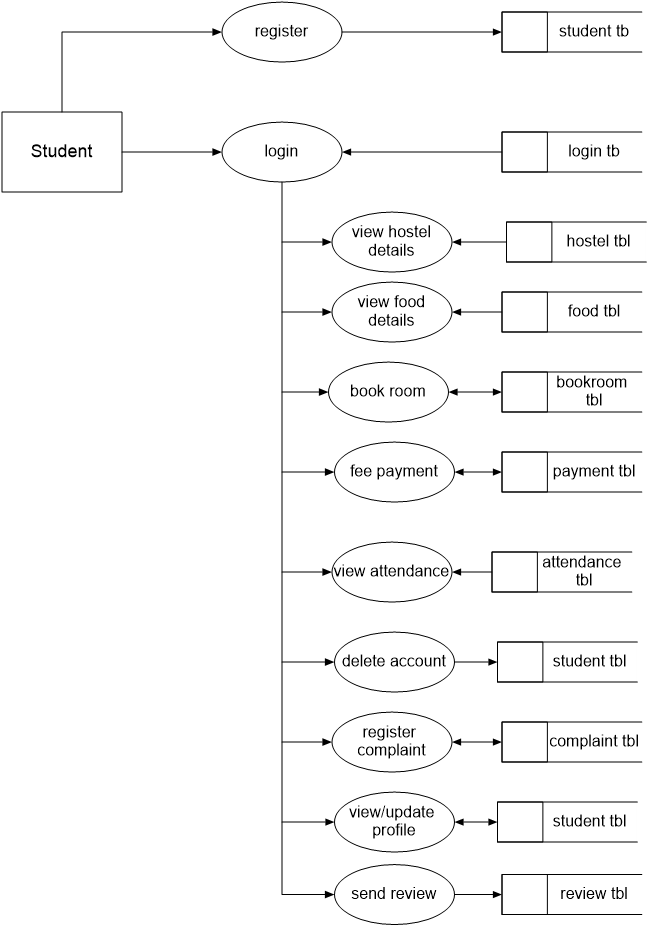 register
student tb
Student
login
login tb
view hostel
details
hostel tbl
view food
details
food tbl
book room
bookroom
tbl
fee payment
payment tbl
view attendance
attendance
tbl
delete account
student tbl
register
complaint
complaint tbl
view/update
profile
student tbl
send review
review tbl